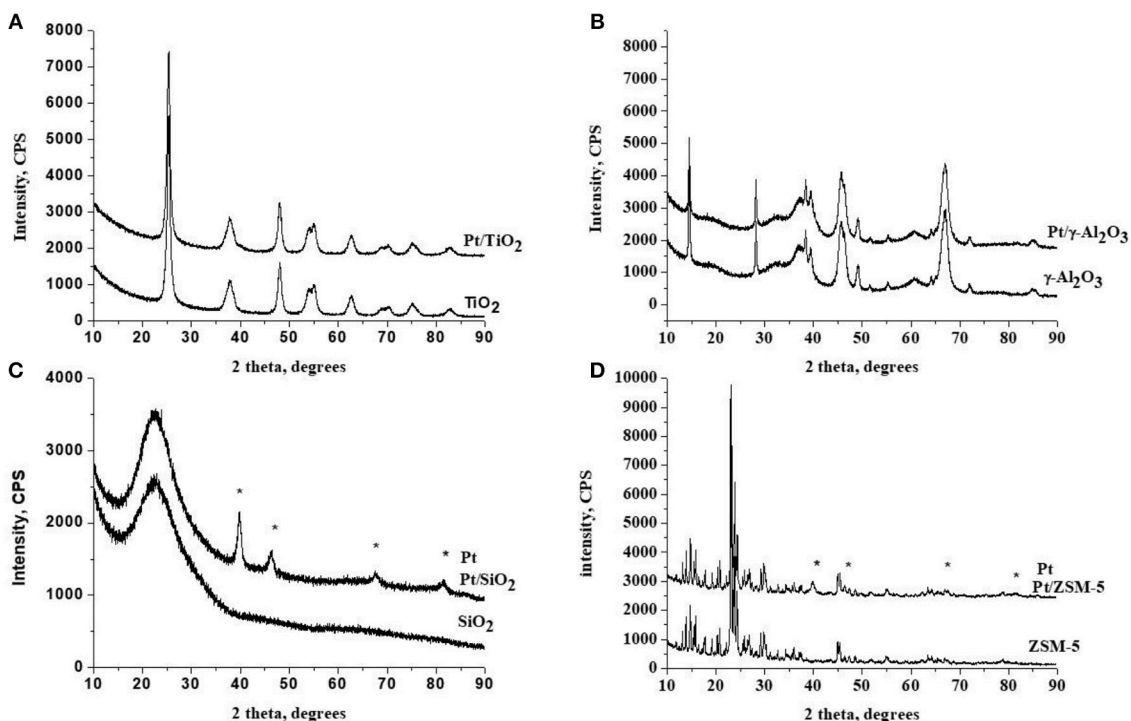 A
8000
7000
6000
5000
4000
3000
2000
1000
0
Intensity, CPS
Pt/TiO2
TiO2
10 20 30 40 50 60 70 80 90
2 theta, degrees
B
8000
7000
6000
5000
4000
3000
2000
1000
0
Intensity, CPS
Pt/γ-Al2O3
γ-Al2O3
10 20 30 40 50 60 70 80 90
2 theta, degrees
C
4000
3000
2000
1000
0
Intensity, CPS
* * * *
Pt
Pt/SiO2
SiO2
10 20 30 40 50 60 70 80 90
2 theta, degrees
D
10000
9000
8000
7000
6000
5000
4000
3000
2000
1000
0
intensity, CPS
* * * *
Pt
Pt/ZSM-5
ZSM-5
10 20 30 40 50 60 70 80 90
2 theta, degrees